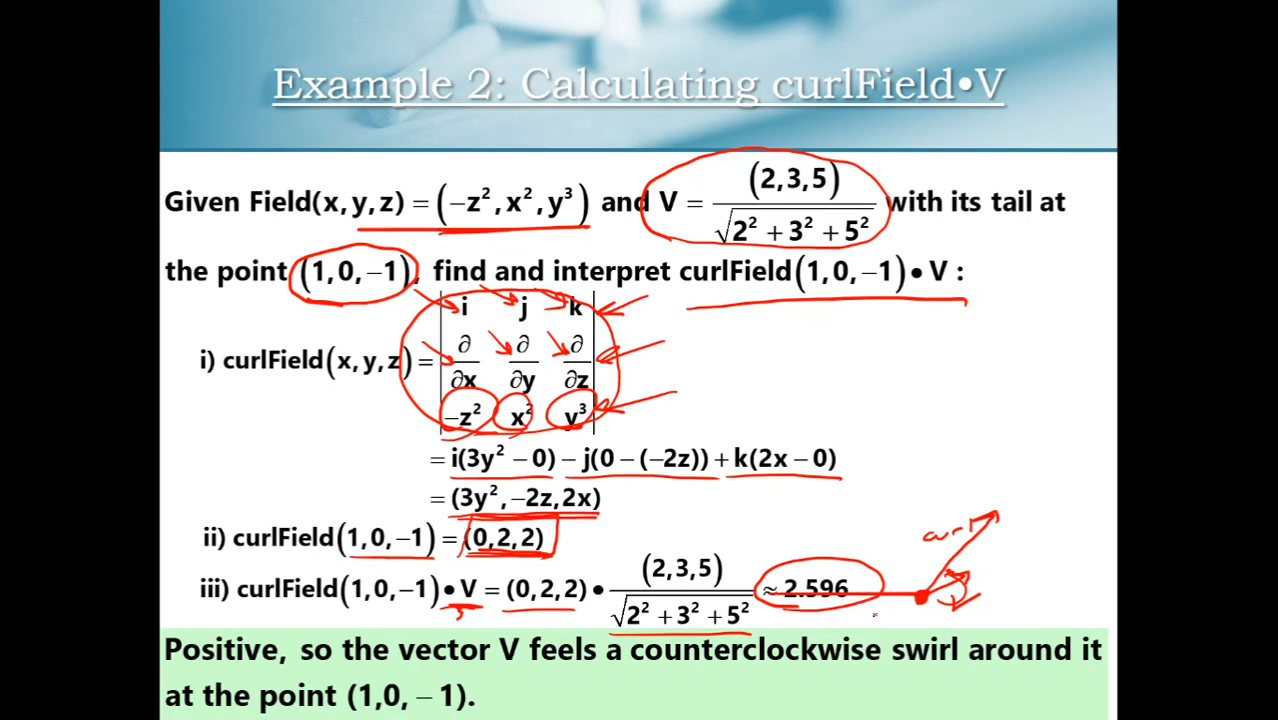 Example 2: Calculating curlField•V
Given Field(x,y,z) = (−z², x², y³) and V = (2,3,5) / √(2² + 3² + 5²) with its tail at
the point (1,0,−1), find and interpret curlField(1,0,−1)•V :
i j k
i) curlField(x,y,z) = ∂/∂x ∂/∂y ∂/∂z
−z² x² y³
= i(3y² − 0) − j(0 − (−2z)) + k(2x − 0)
= (3y², −2z, 2x)
ii) curlField(1,0,−1) = (0,2,2)
curl
iii) curlField(1,0,−1)•V = (0,2,2)• (2,3,5) / √(2² + 3² + 5²) ≈ 2.596
V
Positive, so the vector V feels a counterclockwise swirl around it
at the point (1,0, − 1).